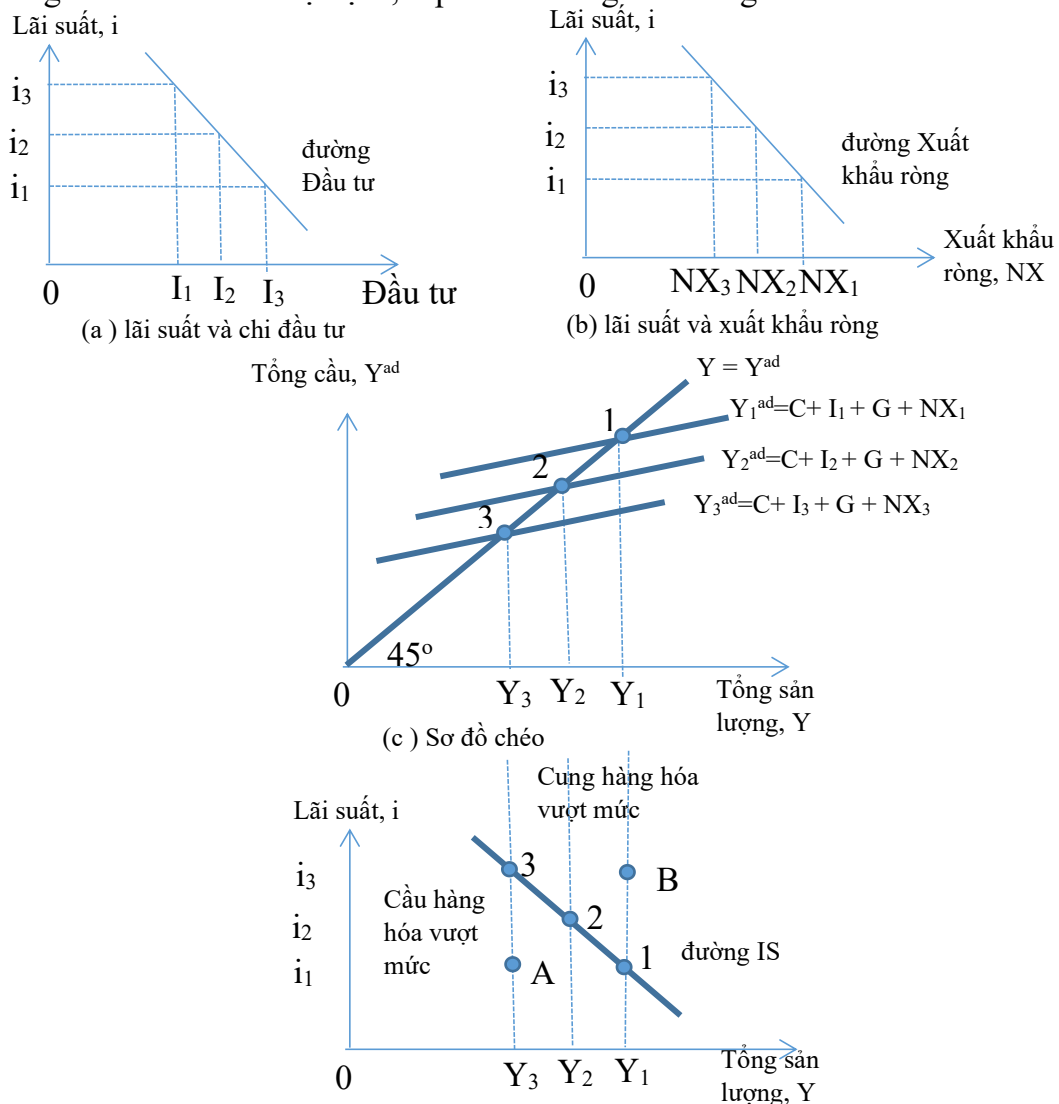 Lãi suất, i
i₃
i₂
i₁
đường
Đầu tư
0
I₁ I₂ I₃
Đầu tư
(a ) lãi suất và chi đầu tư
Lãi suất, i
i₃
i₂
i₁
đường Xuất
khẩu ròng
Xuất khẩu
ròng, NX
0
NX₃ NX₂ NX₁
(b) lãi suất và xuất khẩu ròng
Tổng cầu, Yᵃᵈ
Y = Yᵃᵈ
Y₁ᵃᵈ=C+ I₁ + G + NX₁
Y₂ᵃᵈ=C+ I₂ + G + NX₂
Y₃ᵃᵈ=C+ I₃ + G + NX₃
1
2
3
45ᵒ
0
Y₃ Y₂ Y₁
Tổng sản
lượng, Y
(c ) Sơ đồ chéo
Cung hàng hóa
vượt mức
Lãi suất, i
i₃
i₂
i₁
Cầu hàng
hóa vượt
mức
3
2
1
A
B
đường IS
0
Y₃ Y₂ Y₁
Tổng sản
lượng, Y